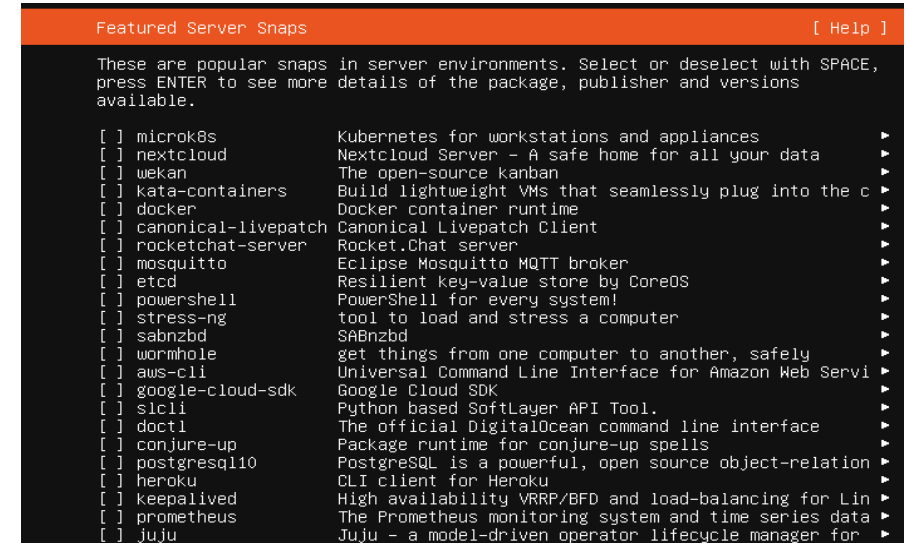 Featured Server Snaps [ Help ]
These are popular snaps in server environments. Select or deselect with SPACE,
press ENTER to see more details of the package, publisher and versions
available.
[ ] microk8s Kubernetes for workstations and appliances ►
[ ] nextcloud Nextcloud Server – A safe home for all your data ►
[ ] wekan The open-source kanban ►
[ ] kata-containers Build lightweight VMs that seamlessly plug into the c ►
[ ] docker Docker container runtime ►
[ ] canonical-livepatch Canonical Livepatch Client ►
[ ] rocketchat-server Rocket.Chat server ►
[ ] mosquitto Eclipse Mosquitto MQTT broker ►
[ ] etcd Resilient key-value store by CoreOS ►
[ ] powershell PowerShell for every system! ►
[ ] stress-ng tool to load and stress a computer ►
[ ] sabnzbd SABnzbd ►
[ ] wormhole get things from one computer to another, safely ►
[ ] aws-cli Universal Command Line Interface for Amazon Web Servi ►
[ ] google-cloud-sdk Google Cloud SDK ►
[ ] slcli Python based SoftLayer API Tool. ►
[ ] doctl The official DigitalOcean command line interface ►
[ ] conjure-up Package runtime for conjure-up spells ►
[ ] postgresql10 PostgreSQL is a powerful, open source object-relation ►
[ ] heroku CLI client for Heroku ►
[ ] keepalived High availability VRRP/BFD and load-balancing for Lin ►
[ ] prometheus The Prometheus monitoring system and time series data ►
[ ] juju Juju – a model-driven operator lifecycle manager for ►